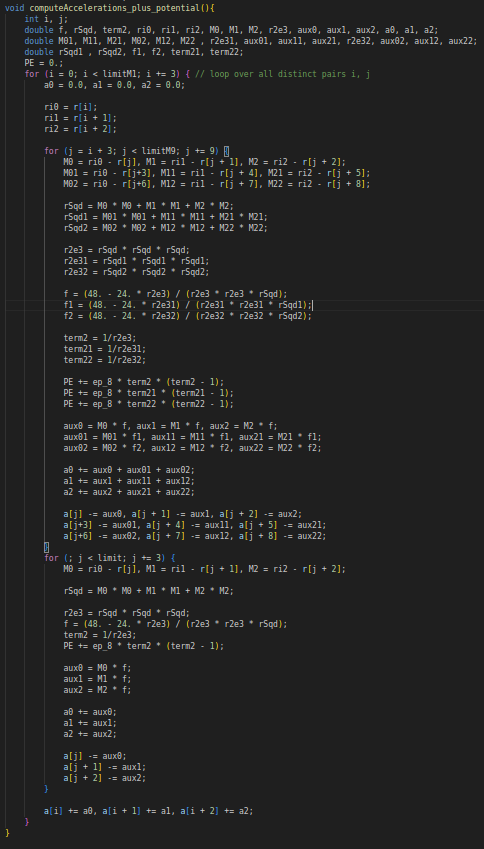 void computeAccelerations_plus_potential(){
    int i, j;
    double f, rSqd, term2, ri0, ri1, ri2, M0, M1, M2, r2e3, aux0, aux1, aux2, a0, a1, a2;
    double M01, M11, M21, M02, M12, M22 , r2e31, aux01, aux11, aux21, r2e32, aux02, aux12, aux22;
    double rSqd1 , rSqd2, f1, f2, term21, term22;
    PE = 0.;
    for (i = 0; i < limitM1; i += 3) { // loop over all distinct pairs i, j
        a0 = 0.0, a1 = 0.0, a2 = 0.0;

        ri0 = r[i];
        ri1 = r[i + 1];
        ri2 = r[i + 2];

        for (j = i + 3; j < limitM9; j += 9) {
            M0 = ri0 - r[j], M1 = ri1 - r[j + 1], M2 = ri2 - r[j + 2];
            M01 = ri0 - r[j+3], M11 = ri1 - r[j + 4], M21 = ri2 - r[j + 5];
            M02 = ri0 - r[j+6], M12 = ri1 - r[j + 7], M22 = ri2 - r[j + 8];

            rSqd = M0 * M0 + M1 * M1 + M2 * M2;
            rSqd1 = M01 * M01 + M11 * M11 + M21 * M21;
            rSqd2 = M02 * M02 + M12 * M12 + M22 * M22;

            r2e3 = rSqd * rSqd * rSqd;
            r2e31 = rSqd1 * rSqd1 * rSqd1;
            r2e32 = rSqd2 * rSqd2 * rSqd2;

            f = (48. - 24. * r2e3) / (r2e3 * r2e3 * rSqd);
            f1 = (48. - 24. * r2e31) / (r2e31 * r2e31 * rSqd1);
            f2 = (48. - 24. * r2e32) / (r2e32 * r2e32 * rSqd2);

            term2 = 1/r2e3;
            term21 = 1/r2e31;
            term22 = 1/r2e32;

            PE += ep_8 * term2 * (term2 - 1);
            PE += ep_8 * term21 * (term21 - 1);
            PE += ep_8 * term22 * (term22 - 1);

            aux0 = M0 * f, aux1 = M1 * f, aux2 = M2 * f;
            aux01 = M01 * f1, aux11 = M11 * f1, aux21 = M21 * f1;
            aux02 = M02 * f2, aux12 = M12 * f2, aux22 = M22 * f2;

            a0 += aux0 + aux01 + aux02;
            a1 += aux1 + aux11 + aux12;
            a2 += aux2 + aux21 + aux22;

            a[j] -= aux0, a[j + 1] -= aux1, a[j + 2] -= aux2;
            a[j+3] -= aux01, a[j + 4] -= aux11, a[j + 5] -= aux21;
            a[j+6] -= aux02, a[j + 7] -= aux12, a[j + 8] -= aux22;
        }
        for (; j < limit; j += 3) {
            M0 = ri0 - r[j], M1 = ri1 - r[j + 1], M2 = ri2 - r[j + 2];

            rSqd = M0 * M0 + M1 * M1 + M2 * M2;

            r2e3 = rSqd * rSqd * rSqd;
            f = (48. - 24. * r2e3) / (r2e3 * r2e3 * rSqd);
            term2 = 1/r2e3;
            PE += ep_8 * term2 * (term2 - 1);

            aux0 = M0 * f;
            aux1 = M1 * f;
            aux2 = M2 * f;

            a0 += aux0;
            a1 += aux1;
            a2 += aux2;

            a[j] -= aux0;
            a[j + 1] -= aux1;
            a[j + 2] -= aux2;
        }

        a[i] += a0, a[i + 1] += a1, a[i + 2] += a2;
    }
}